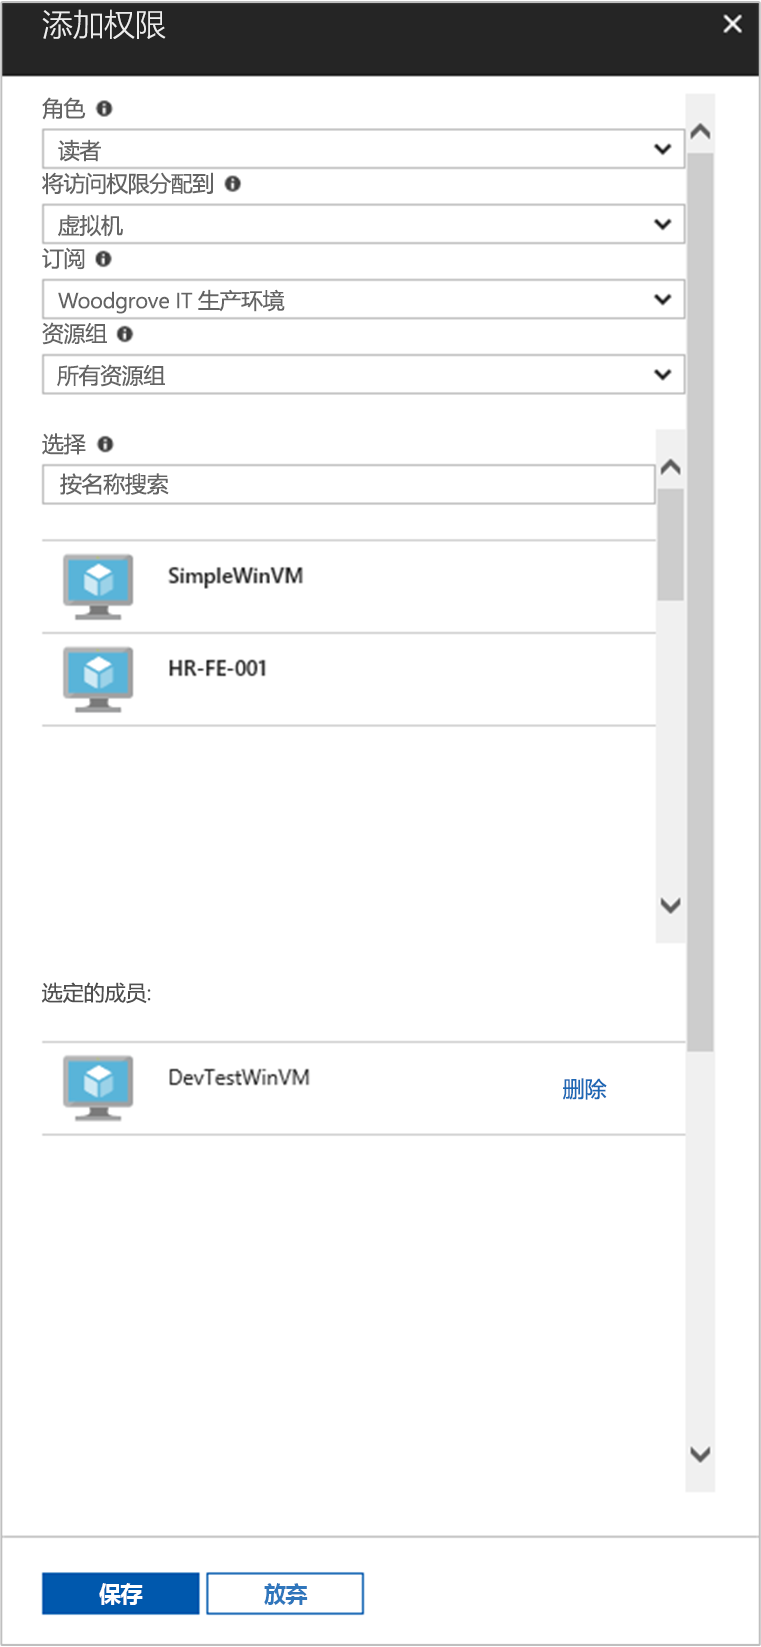 添加权限
角色
读者
将访问权限分配到
虚拟机
订阅
Woodgrove IT 生产环境
资源组
所有资源组
选择
按名称搜索
SimpleWinVM
HR-FE-001
选定的成员:
DevTestWinVM
删除
保存
放弃